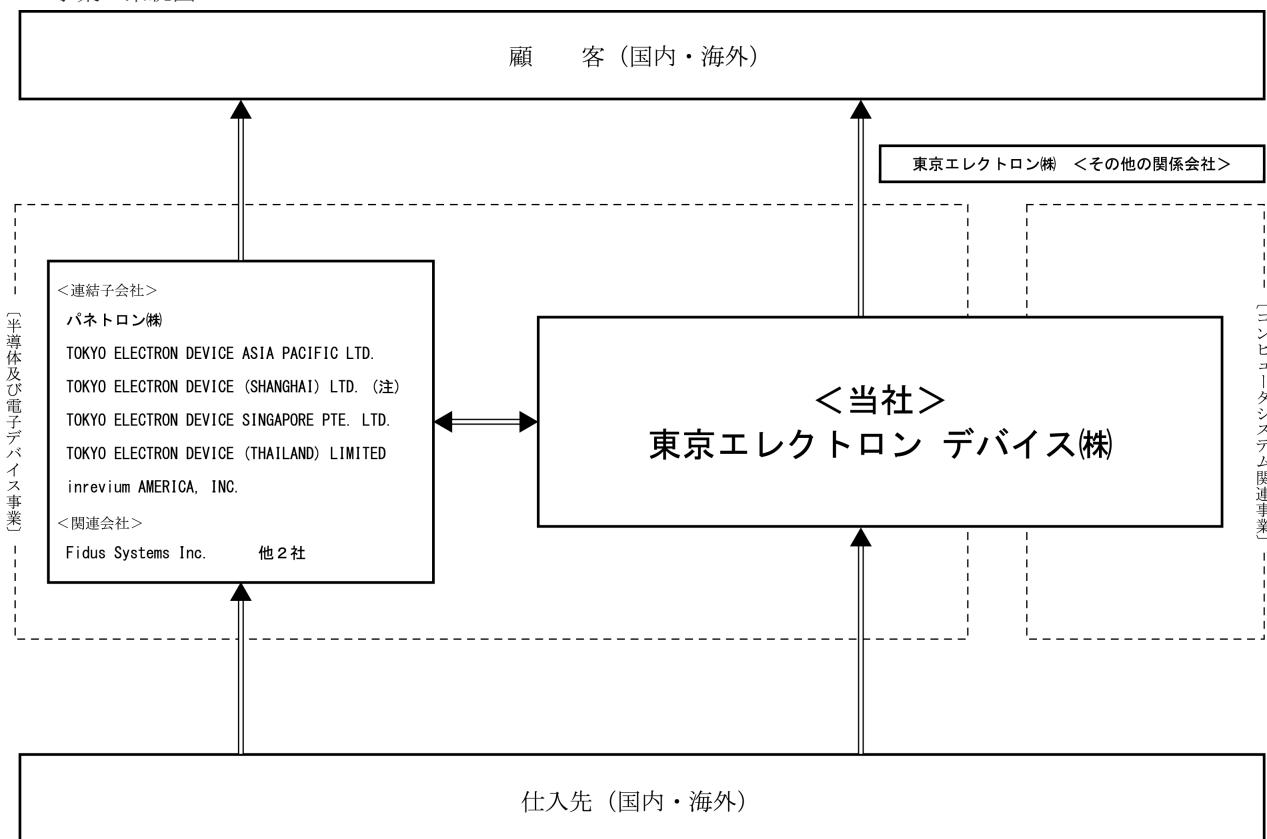 顧　　客（国内・海外）
東京エレクトロン㈱　＜その他の関係会社＞
＜連結子会社＞
パネトロン㈱
TOKYO ELECTRON DEVICE ASIA PACIFIC LTD.
TOKYO ELECTRON DEVICE (SHANGHAI) LTD. (注)
TOKYO ELECTRON DEVICE SINGAPORE PTE. LTD.
TOKYO ELECTRON DEVICE (THAILAND) LIMITED
inrevium AMERICA, INC.
＜関連会社＞
Fidus Systems Inc.　　他２社
〔半導体及び電子デバイス事業〕
＜当社＞
東京エレクトロン デバイス㈱
〔コンピュータシステム関連事業〕
仕入先（国内・海外）